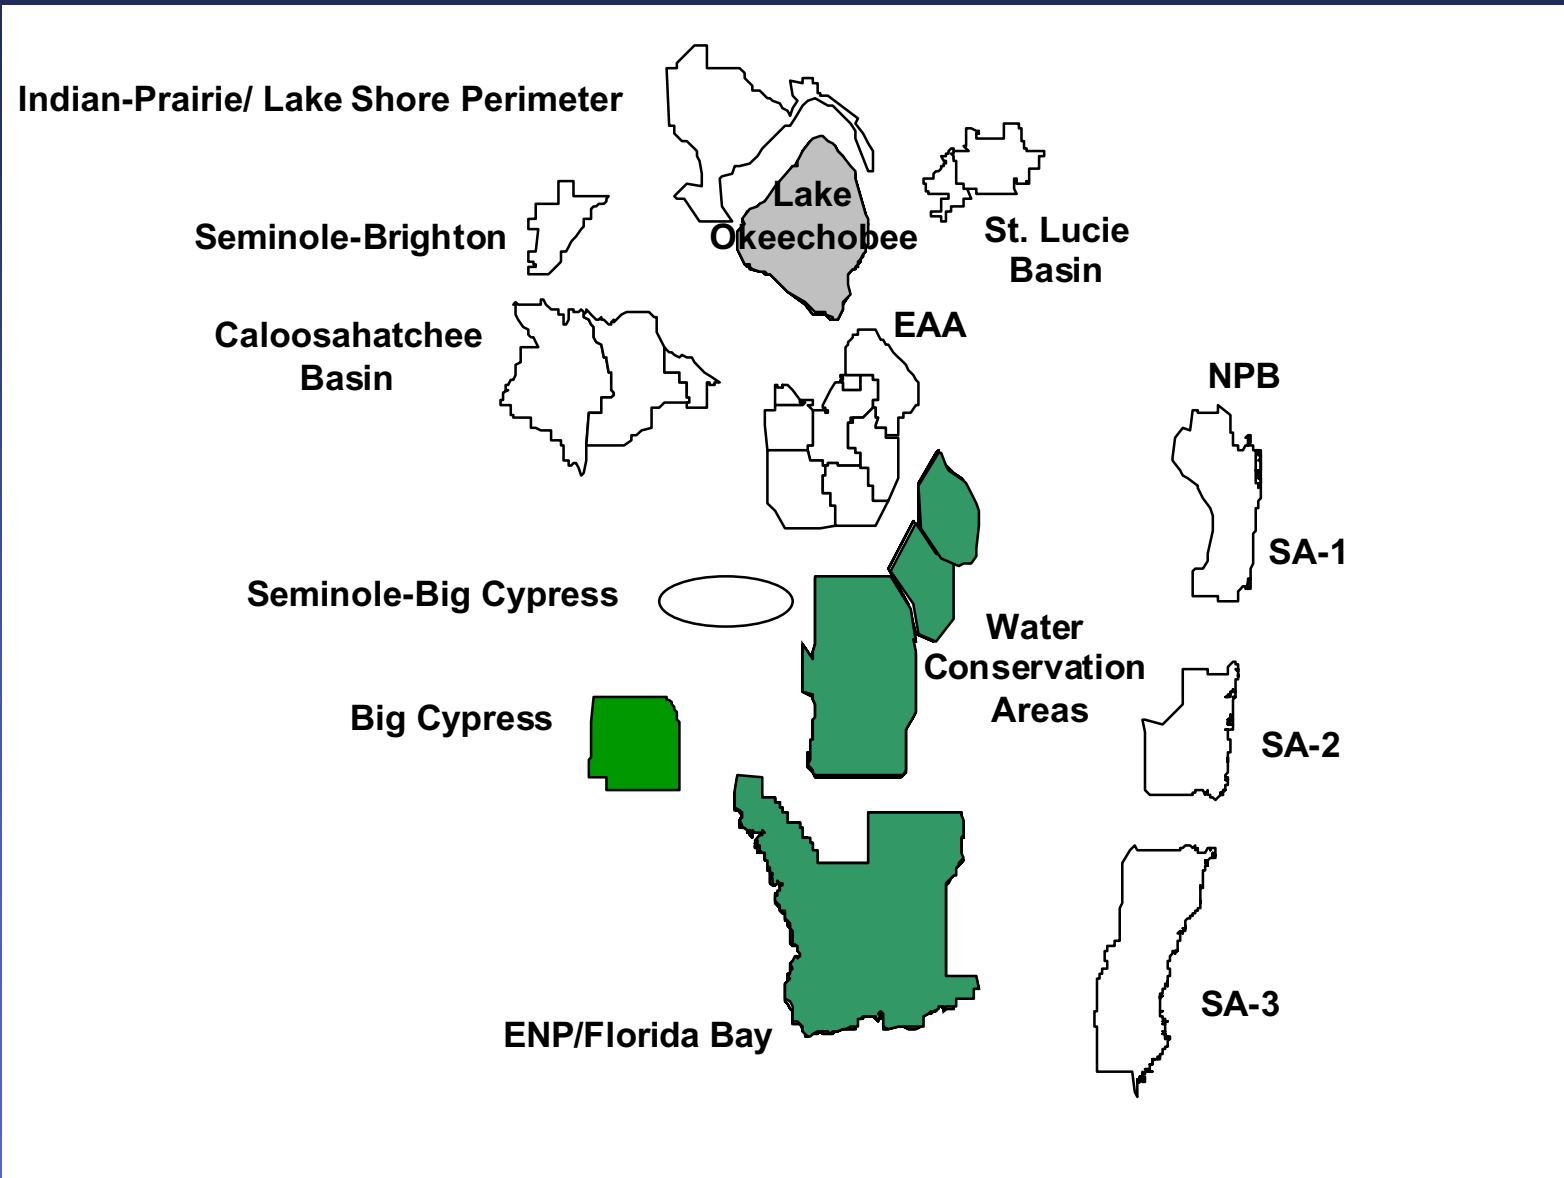 Indian-Prairie/ Lake Shore Perimeter
Lake
Okeechobee
Seminole-Brighton
St. Lucie
Basin
Caloosahatchee
Basin
EAA
NPB
SA-1
Seminole-Big Cypress
Water
Conservation
Areas
Big Cypress
SA-2
SA-3
ENP/Florida Bay